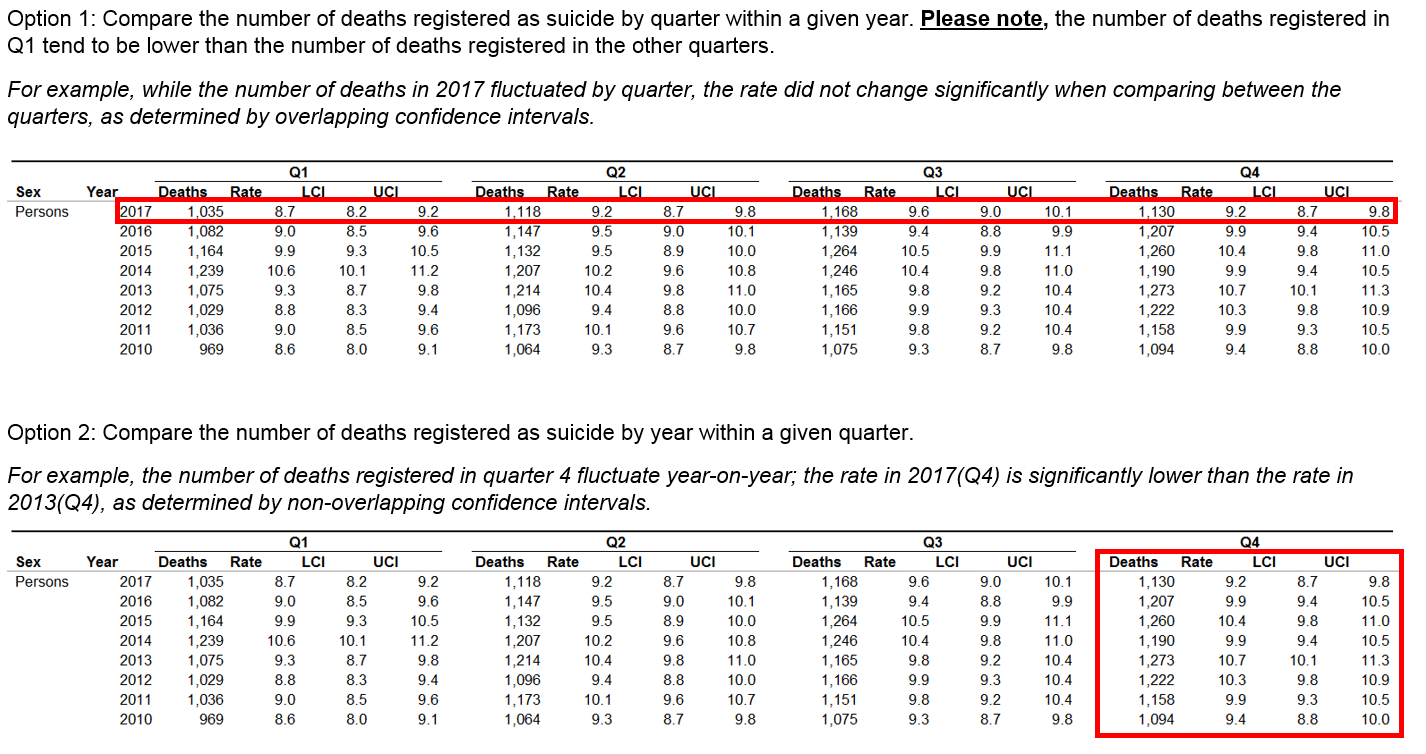 Option 1: Compare the number of deaths registered as suicide by quarter within a given year. Please note, the number of deaths registered in
Q1 tend to be lower than the number of deaths registered in the other quarters.
For example, while the number of deaths in 2017 fluctuated by quarter, the rate did not change significantly when comparing between the
quarters, as determined by overlapping confidence intervals.
Q1 Q2 Q3 Q4
Sex Year Deaths Rate LCI UCI Deaths Rate LCI UCI Deaths Rate LCI UCI Deaths Rate LCI UCI
Persons 2017 1,035 8.7 8.2 9.2 1,118 9.2 8.7 9.8 1,168 9.6 9.0 10.1 1,130 9.2 8.7 9.8
2016 1,082 9.0 8.5 9.6 1,147 9.5 9.0 10.1 1,139 9.4 8.8 9.9 1,207 9.9 9.4 10.5
2015 1,164 9.9 9.3 10.5 1,132 9.5 8.9 10.0 1,264 10.5 9.9 11.1 1,260 10.4 9.8 11.0
2014 1,239 10.6 10.1 11.2 1,207 10.2 9.6 10.8 1,246 10.4 9.8 11.0 1,190 9.9 9.4 10.5
2013 1,075 9.3 8.7 9.8 1,214 10.4 9.8 11.0 1,165 9.8 9.2 10.4 1,273 10.7 10.1 11.3
2012 1,029 8.8 8.3 9.4 1,096 9.4 8.8 10.0 1,166 9.9 9.3 10.4 1,222 10.3 9.8 10.9
2011 1,036 9.0 8.5 9.6 1,173 10.1 9.6 10.7 1,151 9.8 9.2 10.4 1,158 9.9 9.3 10.5
2010 969 8.6 8.0 9.1 1,064 9.3 8.7 9.8 1,075 9.3 8.7 9.8 1,094 9.4 8.8 10.0
Option 2: Compare the number of deaths registered as suicide by year within a given quarter.
For example, the number of deaths registered in quarter 4 fluctuate year-on-year; the rate in 2017(Q4) is significantly lower than the rate in
2013(Q4), as determined by non-overlapping confidence intervals.
Q1 Q2 Q3 Q4
Sex Year Deaths Rate LCI UCI Deaths Rate LCI UCI Deaths Rate LCI UCI Deaths Rate LCI UCI
Persons 2017 1,035 8.7 8.2 9.2 1,118 9.2 8.7 9.8 1,168 9.6 9.0 10.1 1,130 9.2 8.7 9.8
2016 1,082 9.0 8.5 9.6 1,147 9.5 9.0 10.1 1,139 9.4 8.8 9.9 1,207 9.9 9.4 10.5
2015 1,164 9.9 9.3 10.5 1,132 9.5 8.9 10.0 1,264 10.5 9.9 11.1 1,260 10.4 9.8 11.0
2014 1,239 10.6 10.1 11.2 1,207 10.2 9.6 10.8 1,246 10.4 9.8 11.0 1,190 9.9 9.4 10.5
2013 1,075 9.3 8.7 9.8 1,214 10.4 9.8 11.0 1,165 9.8 9.2 10.4 1,273 10.7 10.1 11.3
2012 1,029 8.8 8.3 9.4 1,096 9.4 8.8 10.0 1,166 9.9 9.3 10.4 1,222 10.3 9.8 10.9
2011 1,036 9.0 8.5 9.6 1,173 10.1 9.6 10.7 1,151 9.8 9.2 10.4 1,158 9.9 9.3 10.5
2010 969 8.6 8.0 9.1 1,064 9.3 8.7 9.8 1,075 9.3 8.7 9.8 1,094 9.4 8.8 10.0